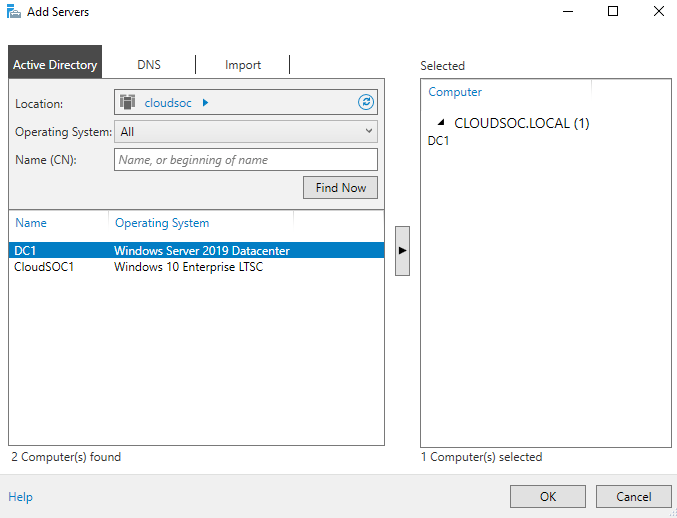 Add Servers
Active Directory
DNS
Import
Location:
cloudsoc
Operating System:
All
Name (CN):
Name, or beginning of name
Find Now
Name
Operating System
DC1
Windows Server 2019 Datacenter
CloudSOC1
Windows 10 Enterprise LTSC
2 Computer(s) found
Selected
Computer
CLOUDSOC.LOCAL (1)
DC1
1 Computer(s) selected
Help
OK
Cancel